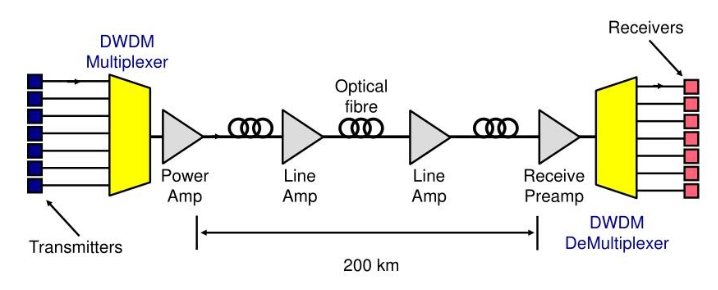 Receivers
DWDM
Multiplexer
Optical
fibre
Power
Amp
Line
Amp
Line
Amp
Receive
Preamp
Transmitters
DWDM
DeMultiplexer
200 km